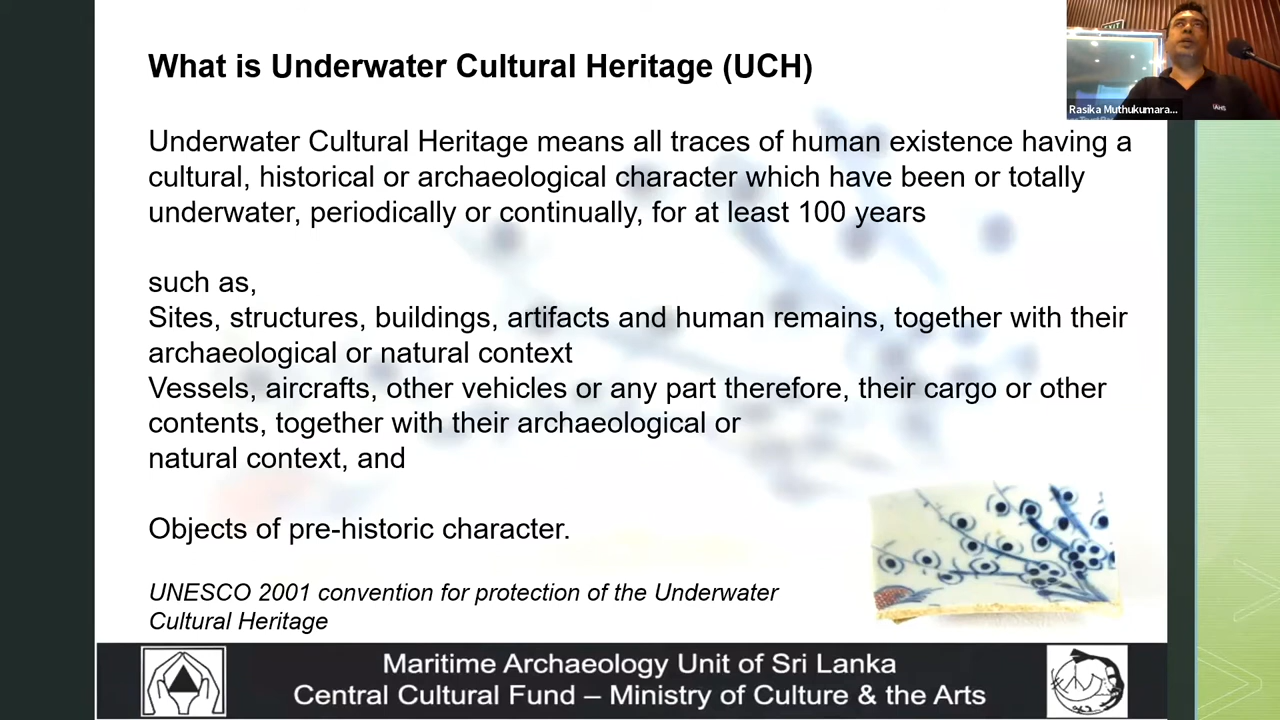 What is Underwater Cultural Heritage (UCH)
Underwater Cultural Heritage means all traces of human existence having a
cultural, historical or archaeological character which have been or totally
underwater, periodically or continually, for at least 100 years
such as,
Sites, structures, buildings, artifacts and human remains, together with their
archaeological or natural context
Vessels, aircrafts, other vehicles or any part therefore, their cargo or other
contents, together with their archaeological or
natural context, and
Objects of pre-historic character.
UNESCO 2001 convention for protection of the Underwater
Cultural Heritage
Maritime Archaeology Unit of Sri Lanka
Central Cultural Fund – Ministry of Culture & the Arts
EXIT
Rasika Muthukumara...